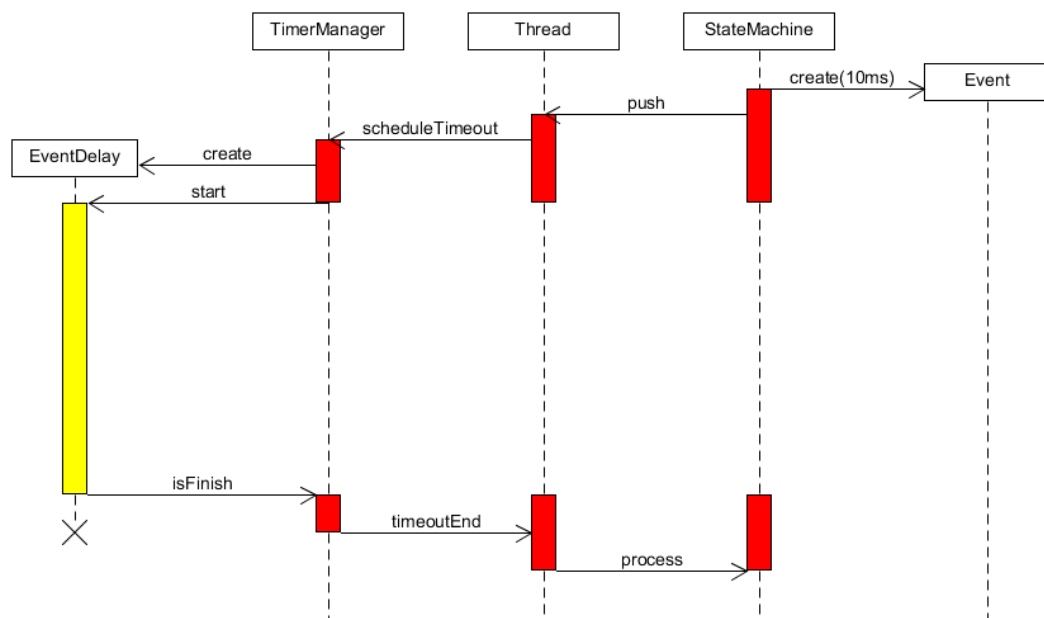 TimerManager
Thread
StateMachine
create(10ms)
Event
push
scheduleTimeout
EventDelay
create
start
isFinish
timeoutEnd
process